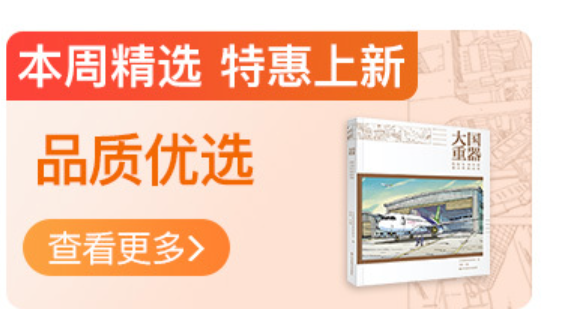 本周精选 特惠上新
品质优选
查看更多>
大国
重器